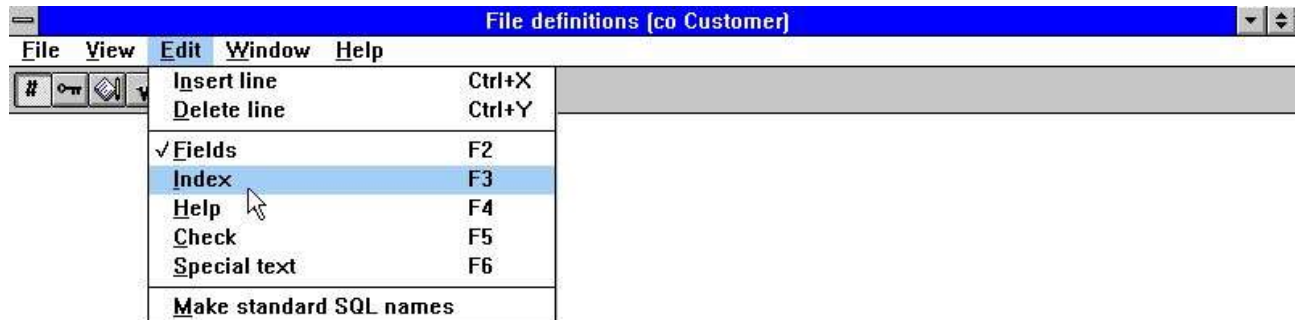 File definitions (co Customer)
File View Edit Window Help
#
Insert line Ctrl+X
Delete line Ctrl+Y
√ Fields F2
Index F3
Help F4
Check F5
Special text F6
Make standard SQL names